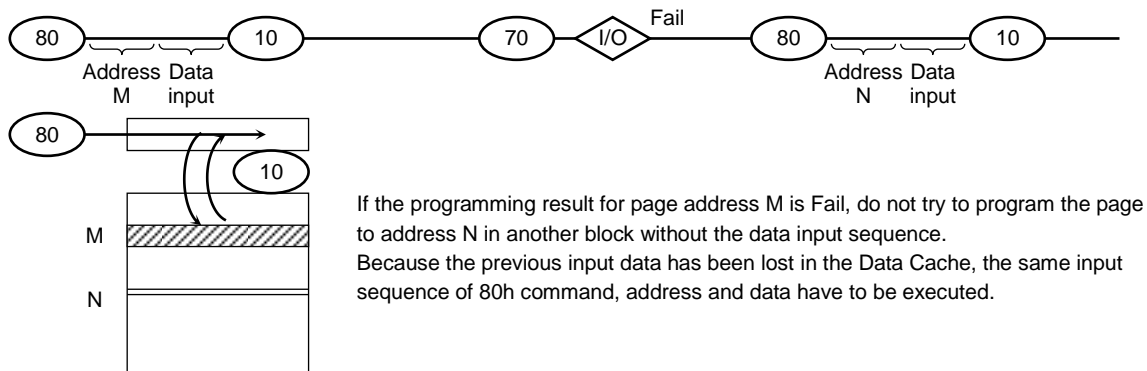 80 10 70 I/O Fail 80 10
Address Data Address Data
M input N input
80
10
M
N
If the programming result for page address M is Fail, do not try to program the page
to address N in another block without the data input sequence.
Because the previous input data has been lost in the Data Cache, the same input
sequence of 80h command, address and data have to be executed.